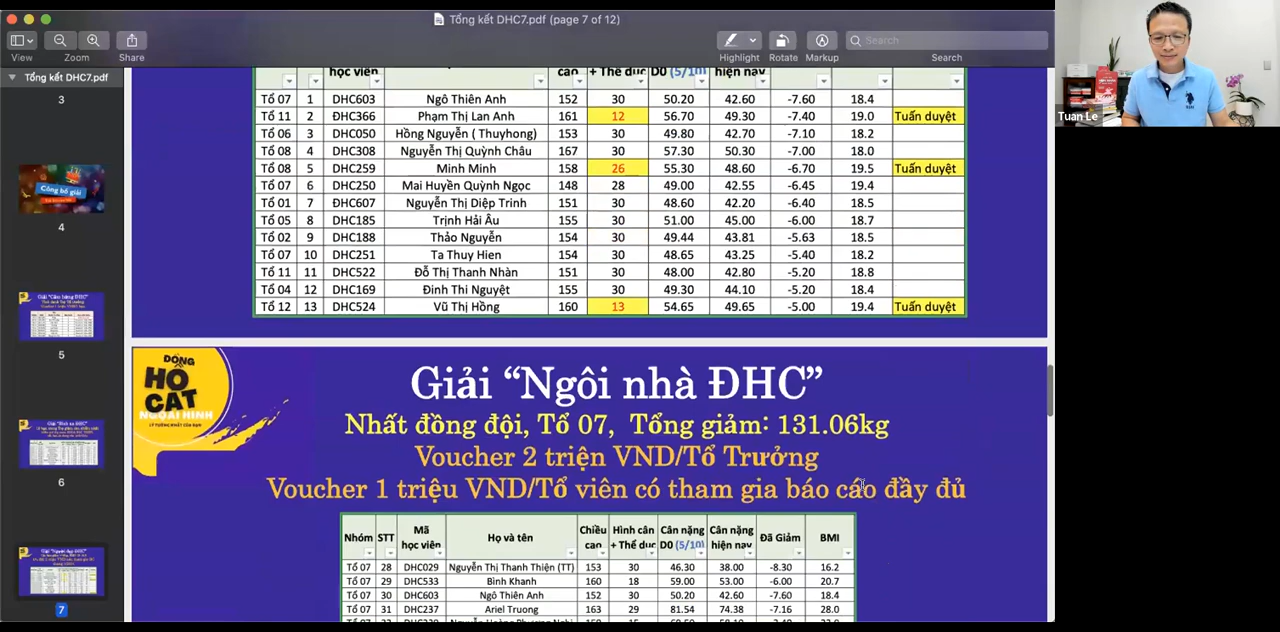 Tổng kết DHC7.pdf (page 7 of 12)
View Zoom Share Highlight Rotate Markup Search Search
Tổng kết DHC7.pdf
3
Công bố giải
4
Giải "Cân bằng ĐHC"
5
6
7
học viên cao + Thể dục D0 (5/10) hiện nay
Tổ 07 1 DHC603 Ngô Thiên Anh 152 30 50.20 42.60 -7.60 18.4
Tổ 11 2 ĐHC366 Phạm Thị Lan Anh 161 12 56.70 49.30 -7.40 19.0 Tuấn duyệt
Tổ 06 3 DHC050 Hồng Nguyễn ( Thuyhong) 153 30 49.80 42.70 -7.10 18.2
Tổ 08 4 DHC308 Nguyễn Thị Quỳnh Châu 167 30 57.30 50.30 -7.00 18.0
Tổ 08 5 DHC259 Minh Minh 158 26 55.30 48.60 -6.70 19.5 Tuấn duyệt
Tổ 07 6 DHC250 Mai Huyền Quỳnh Ngọc 148 28 49.00 42.55 -6.45 19.4
Tổ 01 7 ĐHC607 Nguyễn Thị Diệp Trinh 151 30 48.60 42.20 -6.40 18.5
Tổ 05 8 DHC185 Trịnh Hải Âu 155 30 51.00 45.00 -6.00 18.7
Tổ 02 9 DHC188 Thảo Nguyễn 154 30 49.44 43.81 -5.63 18.5
Tổ 07 10 DHC251 Ta Thuy Hien 154 30 48.65 43.25 -5.40 18.2
Tổ 11 11 DHC522 Đỗ Thị Thanh Nhàn 151 30 48.00 42.80 -5.20 18.8
Tổ 04 12 DHC169 Đinh Thi Nguyệt 155 30 49.30 44.10 -5.20 18.4
Tổ 12 13 DHC524 Vũ Thị Hồng 160 13 54.65 49.65 -5.00 19.4 Tuấn duyệt
ĐỒNG
HỒ
CÁT
NGOẠI HÌNH
LÝ TƯỞNG NHẤT CỦA BẠN
Giải “Ngôi nhà ĐHC”
Nhất đồng đội, Tổ 07, Tổng giảm: 131.06kg
Voucher 2 triện VND/Tổ Trưởng
Voucher 1 triệu VND/Tổ viên có tham gia báo cáo đầy đủ
Nhóm STT Mã học viên Họ và tên Chiều cao Hình cân + Thể dục Cân nặng D0 (5/10) Cân nặng hiện nay Đã Giảm BMI
Tổ 07 28 DHC029 Nguyễn Thị Thanh Thiện (TT) 153 30 46.30 38.00 -8.30 16.2
Tổ 07 29 DHC533 Bình Khanh 160 18 59.00 53.00 -6.00 20.7
Tổ 07 30 DHC603 Ngô Thiên Anh 152 30 50.20 42.60 -7.60 18.4
Tổ 07 31 DHC237 Ariel Truong 163 29 81.54 74.38 -7.16 28.0
Tuan Le